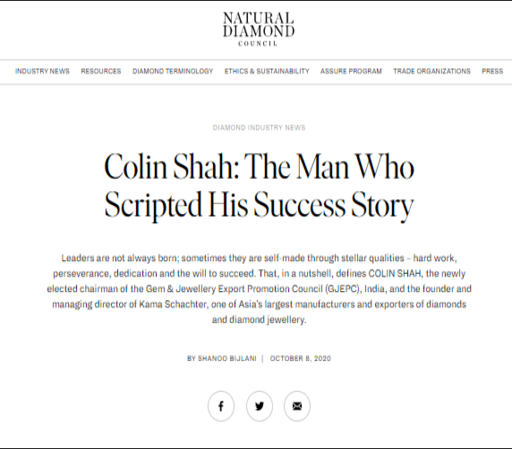 NATURAL
DIAMOND
COUNCIL
INDUSTRY NEWS RESOURCES DIAMOND TERMINOLOGY ETHICS & SUSTAINABILITY ASSURE PROGRAM TRADE ORGANIZATIONS PRESS
DIAMOND INDUSTRY NEWS
Colin Shah: The Man Who
Scripted His Success Story
Leaders are not always born; sometimes they are self-made through stellar qualities – hard work,
perseverance, dedication and the will to succeed. That, in a nutshell, defines COLIN SHAH, the newly
elected chairman of the Gem & Jewellery Export Promotion Council (GJEPC), India, and the founder and
managing director of Kama Schachter, one of Asia's largest manufacturers and exporters of diamonds
and diamond jewellery.
BY SHANOO BIJLANI | OCTOBER 8, 2020